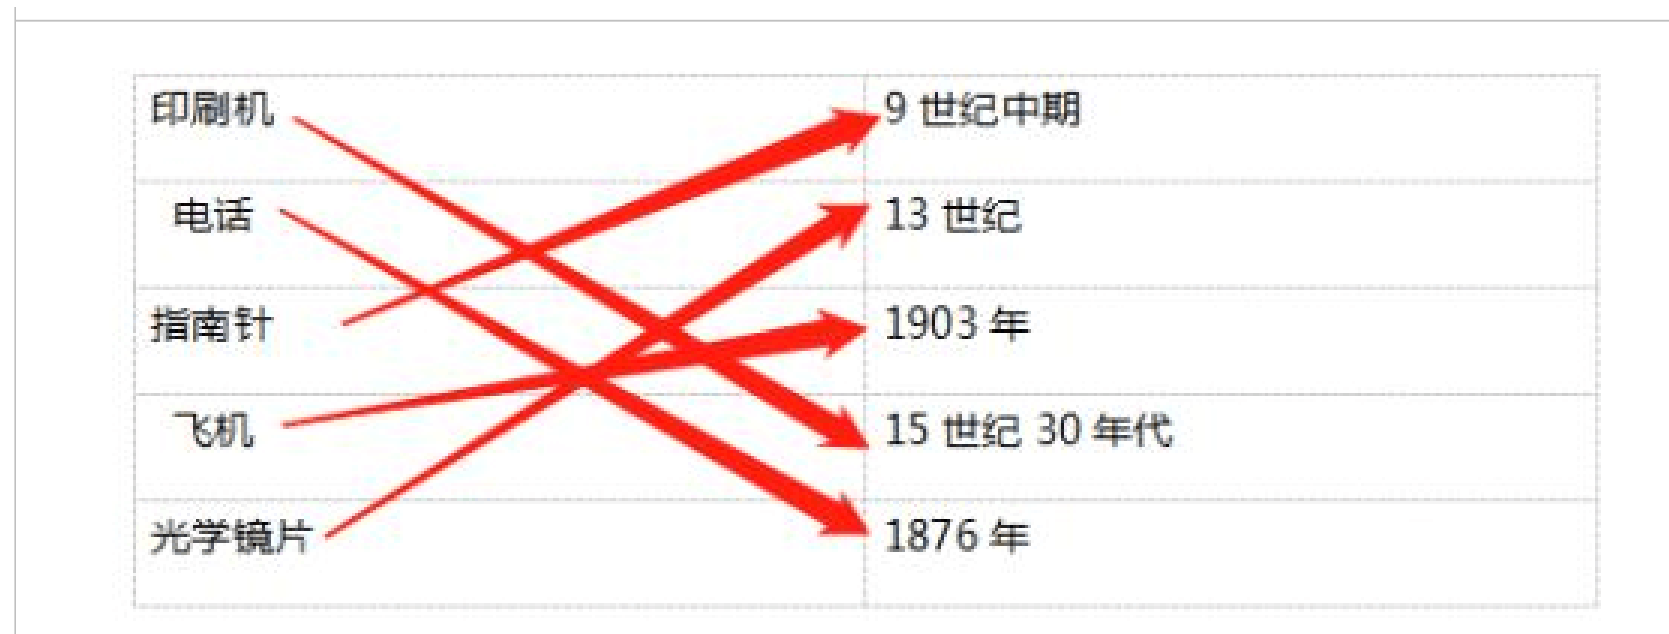 印刷机 9 世纪中期
电话 13 世纪
指南针 1903 年
飞机 15 世纪 30 年代
光学镜片 1876 年